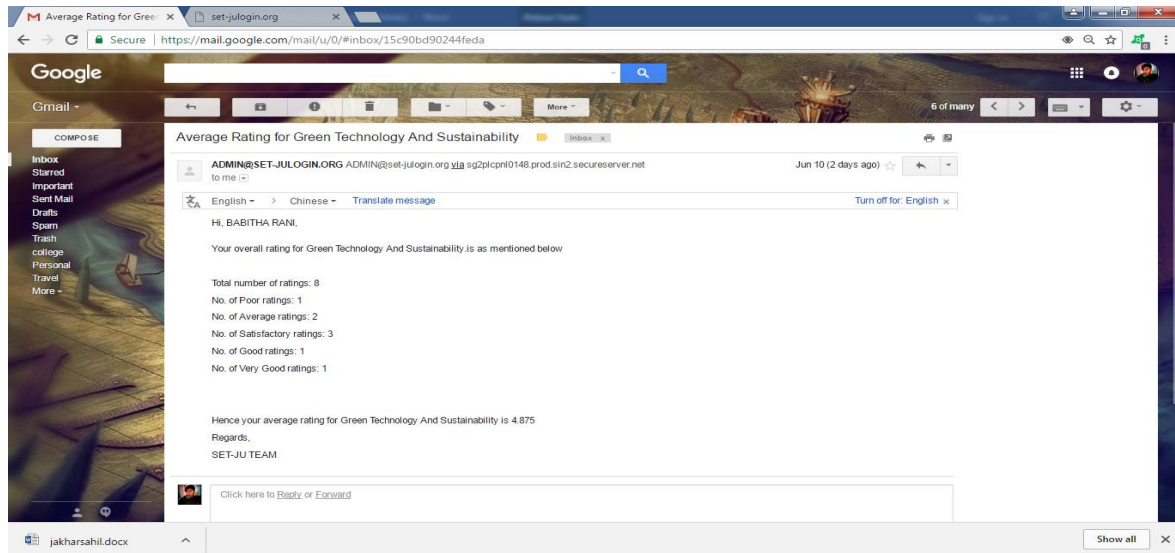 Average Rating for Green × set-julogin.org ×
Secure | https://mail.google.com/mail/u/0/#inbox/15c90bd90244feda
Google
Gmail More 6 of many
COMPOSE
Inbox
Starred
Important
Sent Mail
Drafts
Spam
Trash
college
Personal
Travel
More
Average Rating for Green Technology And Sustainability Inbox x
ADMIN@SET-JULOGIN.ORG ADMIN@set-julogin.org via sg2plcpnl0148.prod.sin2.secureserver.net Jun 10 (2 days ago)
to me
English > Chinese Translate message Turn off for: English x
Hi, BABITHA RANI,
Your overall rating for Green Technology And Sustainability.is as mentioned below
Total number of ratings: 8
No. of Poor ratings: 1
No. of Average ratings: 2
No. of Satisfactory ratings: 3
No. of Good ratings: 1
No. of Very Good ratings: 1
Hence your average rating for Green Technology And Sustainability is 4.875
Regards,
SET-JU TEAM
Click here to Reply or Forward
jakharsahil.docx Show all